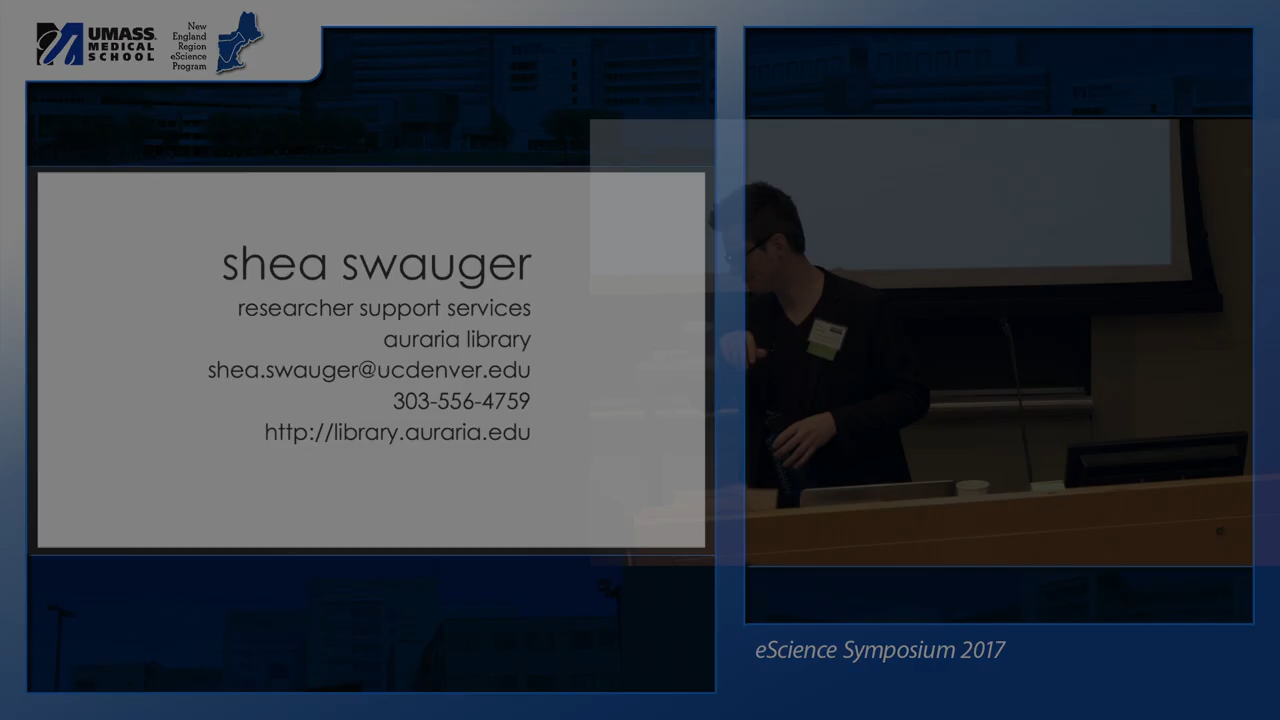 UMASS
MEDICAL
SCHOOL
New
England
Region
eScience
Program
shea swauger
researcher support services
auraria library
shea.swauger@ucdenver.edu
303-556-4759
http://library.auraria.edu
eScience Symposium 2017